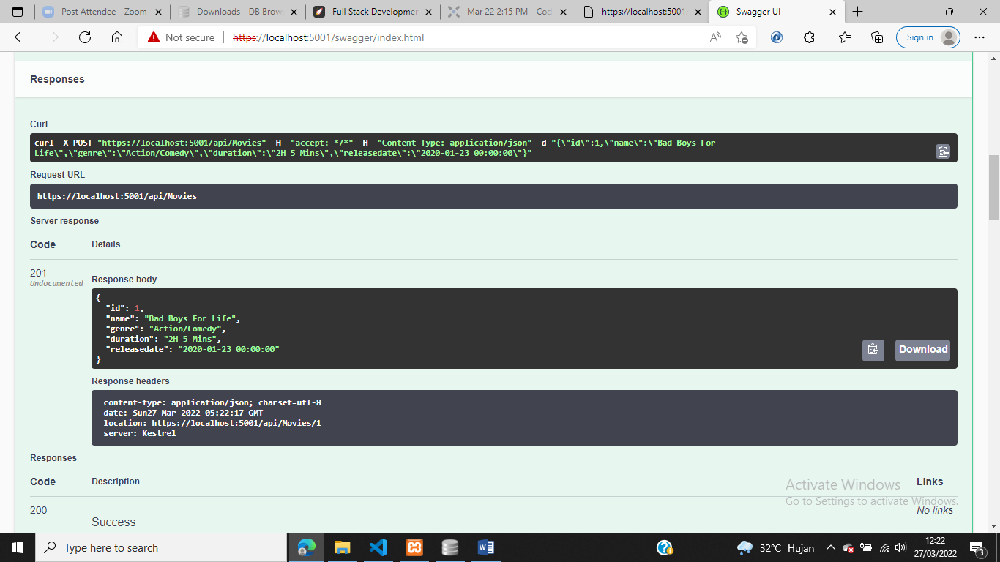 Post Attendee - Zoom
Downloads - DB Brow
Full Stack Developmen
Mar 22 2:15 PM - Cod
https://localhost:5001/
Swagger UI
Not secure
https://localhost:5001/swagger/index.html
Sign in
Responses
Curl
curl -X POST "https://localhost:5001/api/Movies" -H  "accept: */*" -H  "Content-Type: application/json" -d "{\"id\":1,\"name\":\"Bad Boys For
Life\",\"genre\":\"Action/Comedy\",\"duration\":\"2H 5 Mins\",\"releasedate\":\"2020-01-23 00:00:00\"}"
Request URL
https://localhost:5001/api/Movies
Server response
Code Details
201
Undocumented
Response body
{
"id": 1,
"name": "Bad Boys For Life",
"genre": "Action/Comedy",
"duration": "2H 5 Mins",
"releasedate": "2020-01-23 00:00:00"
}
Download
Response headers
content-type: application/json; charset=utf-8
date: Sun27 Mar 2022 05:22:17 GMT
location: https://localhost:5001/api/Movies/1
server: Kestrel
Responses
Code Description Links
200
Success
No links
Activate Windows
Go to Settings to activate Windows.
Type here to search
32°C Hujan
12:22
27/03/2022
3